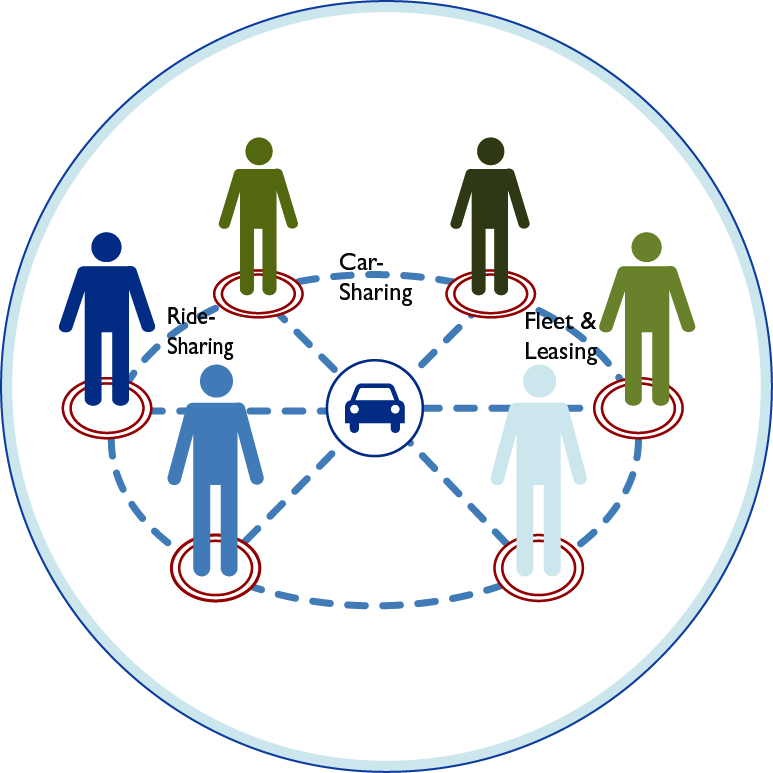 Car-
Sharing
Ride-
Sharing
Fleet &
Leasing